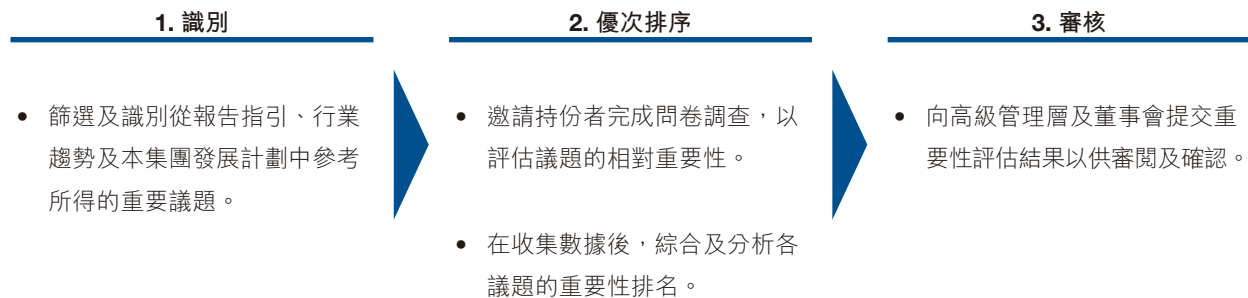 1. 識別
• 篩選及識別從報告指引、行業
趨勢及本集團發展計劃中參考
所得的重要議題。
2. 優次排序
• 邀請持份者完成問卷調查，以
評估議題的相對重要性。
• 在收集數據後，綜合及分析各
議題的重要性排名。
3. 審核
• 向高級管理層及董事會提交重
要性評估結果以供審閱及確認。